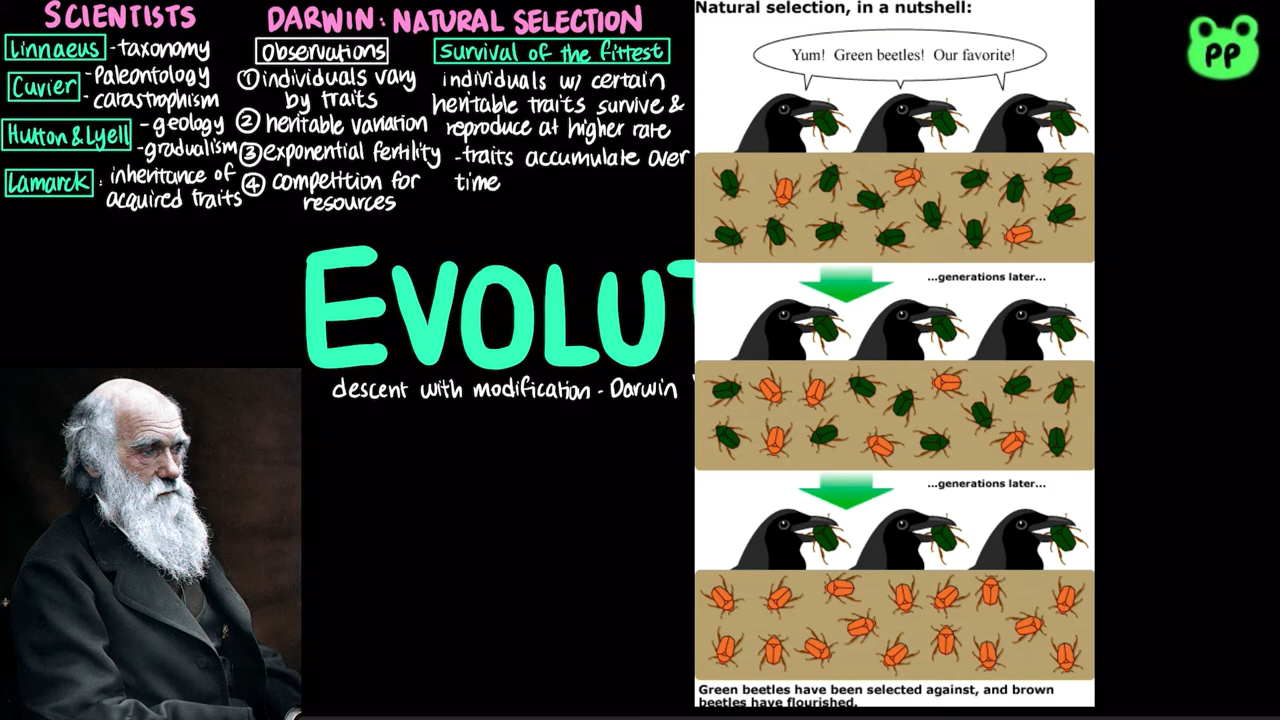 SCIENTISTS
Linnaeus - taxonomy
Cuvier - Paleontology
- catastrophism
Hutton & Lyell - geology
- gradualism
Lamarck: inheritance of
acquired traits
DARWIN: NATURAL SELECTION
Observations
① individuals vary
by traits
② heritable variation
③ exponential fertility
④ competition for
resources
Survival of the fittest
individuals w/ certain
heritable traits survive &
reproduce at higher rate
- traits accumulate over
time
EVOLUT
descent with modification - Darwin
Natural selection, in a nutshell:
Yum! Green beetles! Our favorite!
...generations later...
...generations later...
Green beetles have been selected against, and brown
beetles have flourished.
PP